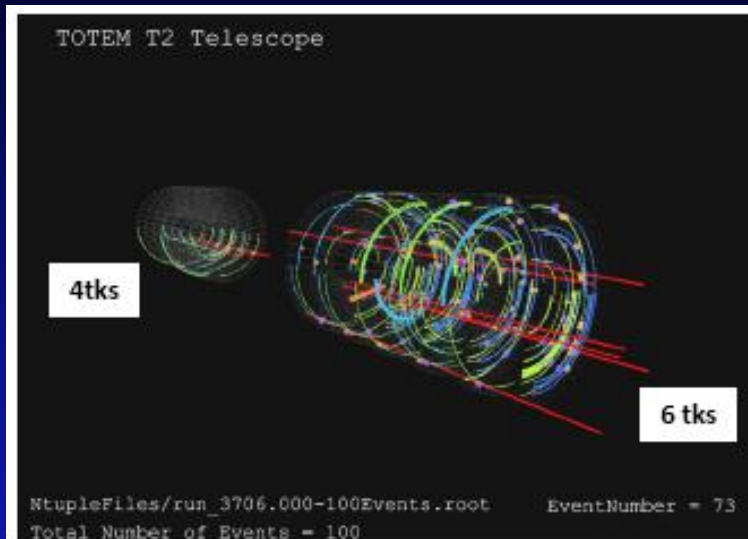 TOTEM T2 Telescope
4tks
6 tks
NtupleFiles/run_3706.000-100Events.root EventNumber = 73
Total Number of Events = 100